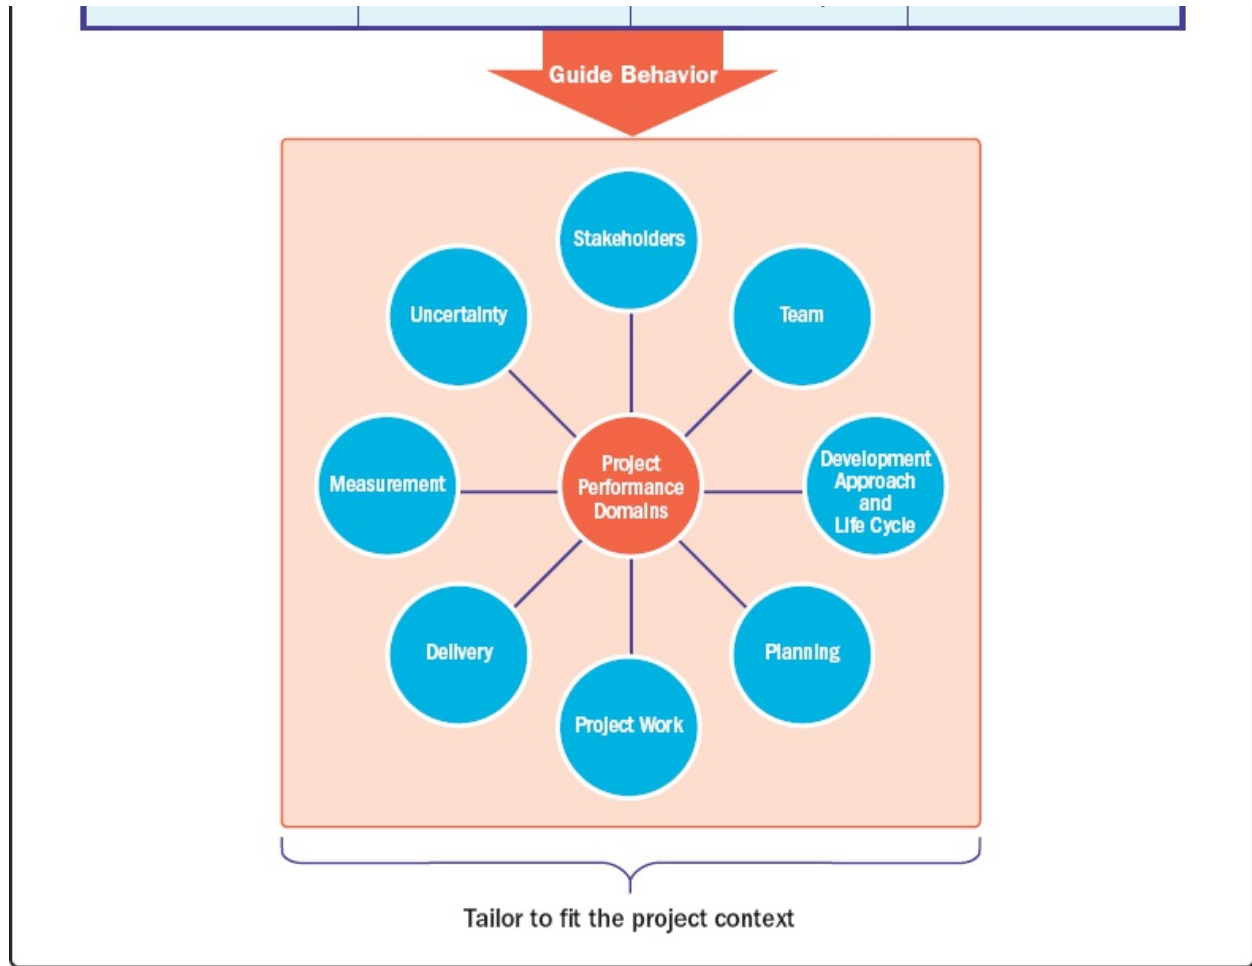 Guide Behavior
Stakeholders
Uncertainty
Team
Measurement
Project
Performance
Domains
Development
Approach
and
Life Cycle
Delivery
Planning
Project Work
Tailor to fit the project context